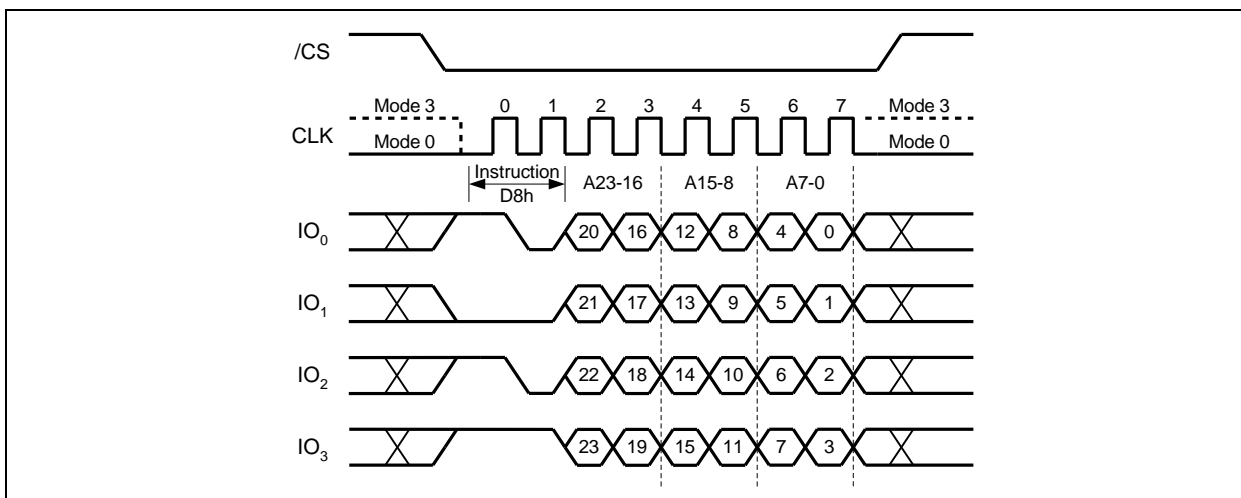 /CS
Mode 3 0 1 2 3 4 5 6 7 Mode 3
CLK
Mode 0 Mode 0
Instruction A23-16 A15-8 A7-0
D8h
IO0 20 16 12 8 4 0
IO1 21 17 13 9 5 1
IO2 22 18 14 10 6 2
IO3 23 19 15 11 7 3